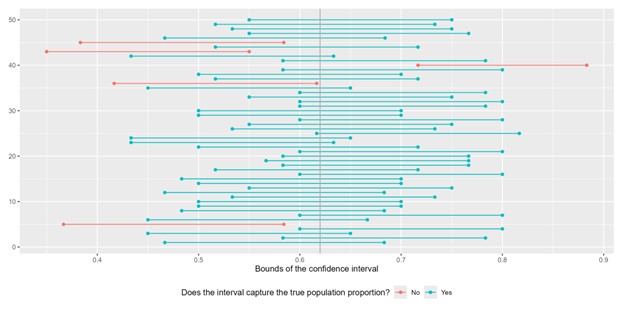 50
40
30
20
10
0
0.4 0.5 0.6 0.7 0.8 0.9
Bounds of the confidence interval
Does the interval capture the true population proportion? No Yes